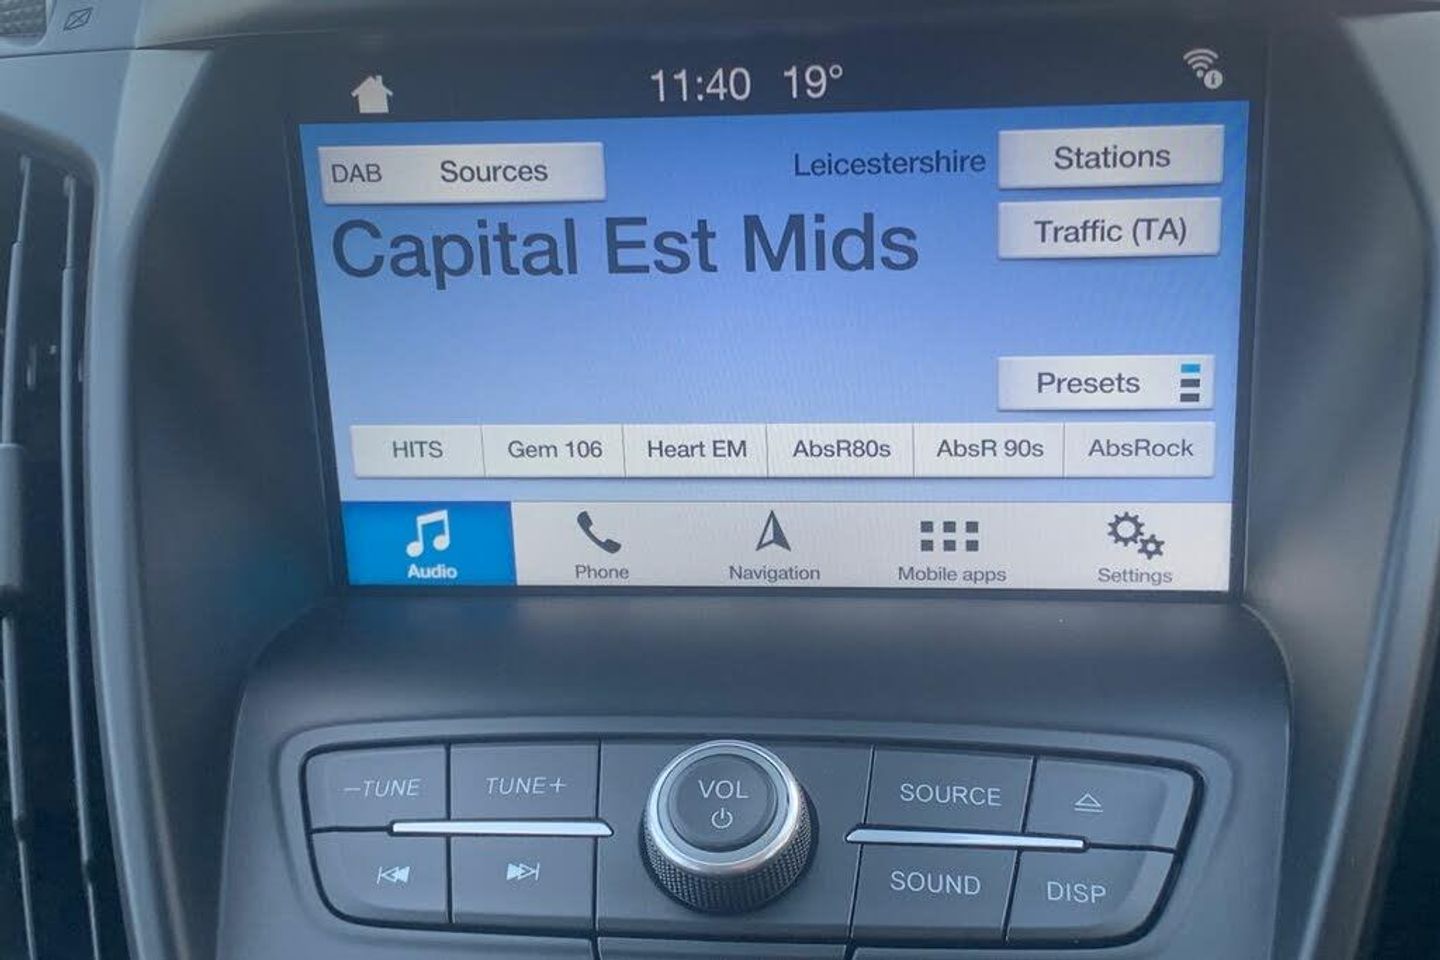 11:40 19°
DAB Sources
Leicestershire
Stations
Capital Est Mids
Traffic (TA)
Presets
HITS
Gem 106
Heart EM
AbsR80s
AbsR 90s
AbsRock
Audio
Phone
Navigation
Mobile apps
Settings
−TUNE
TUNE+
VOL
SOURCE
SOUND
DISP